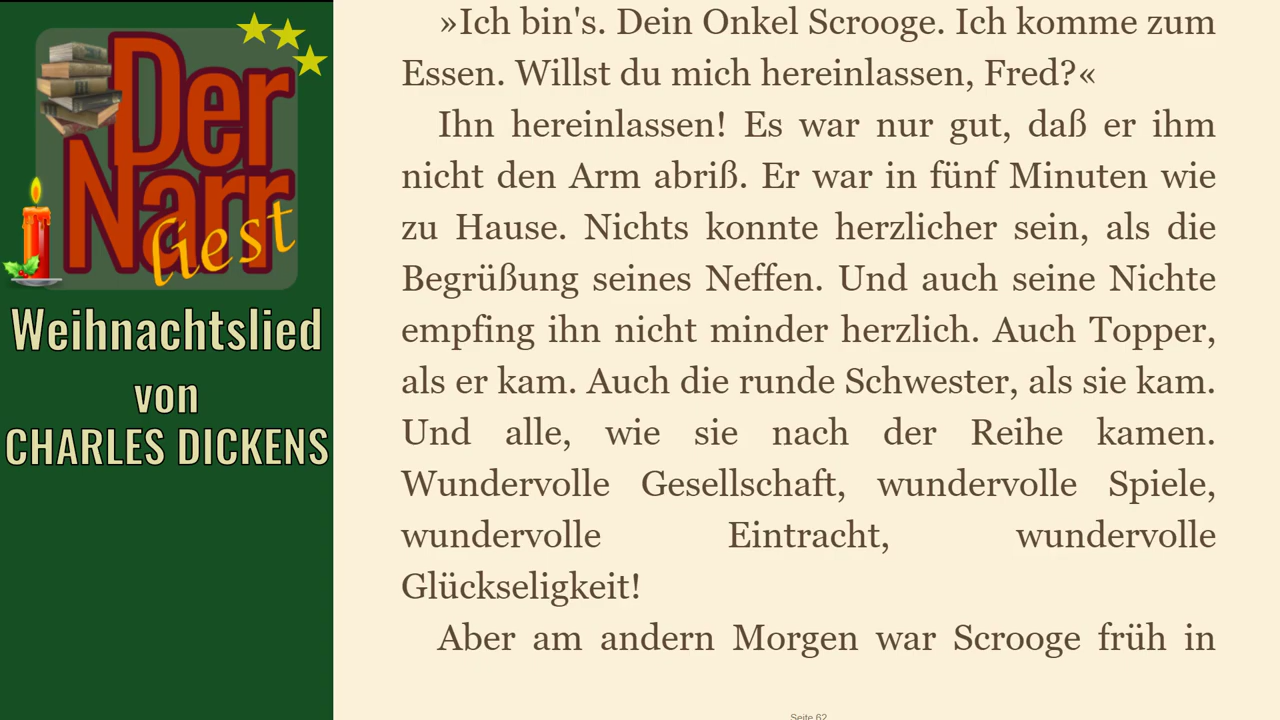 Der
Narr
liest
Weihnachtslied
von
CHARLES DICKENS
»Ich bin's. Dein Onkel Scrooge. Ich komme zum
Essen. Willst du mich hereinlassen, Fred?«
Ihn hereinlassen! Es war nur gut, daß er ihm
nicht den Arm abriß. Er war in fünf Minuten wie
zu Hause. Nichts konnte herzlicher sein, als die
Begrüßung seines Neffen. Und auch seine Nichte
empfing ihn nicht minder herzlich. Auch Topper,
als er kam. Auch die runde Schwester, als sie kam.
Und alle, wie sie nach der Reihe kamen.
Wundervolle Gesellschaft, wundervolle Spiele,
wundervolle Eintracht, wundervolle
Glückseligkeit!
Aber am andern Morgen war Scrooge früh in
Seite 62